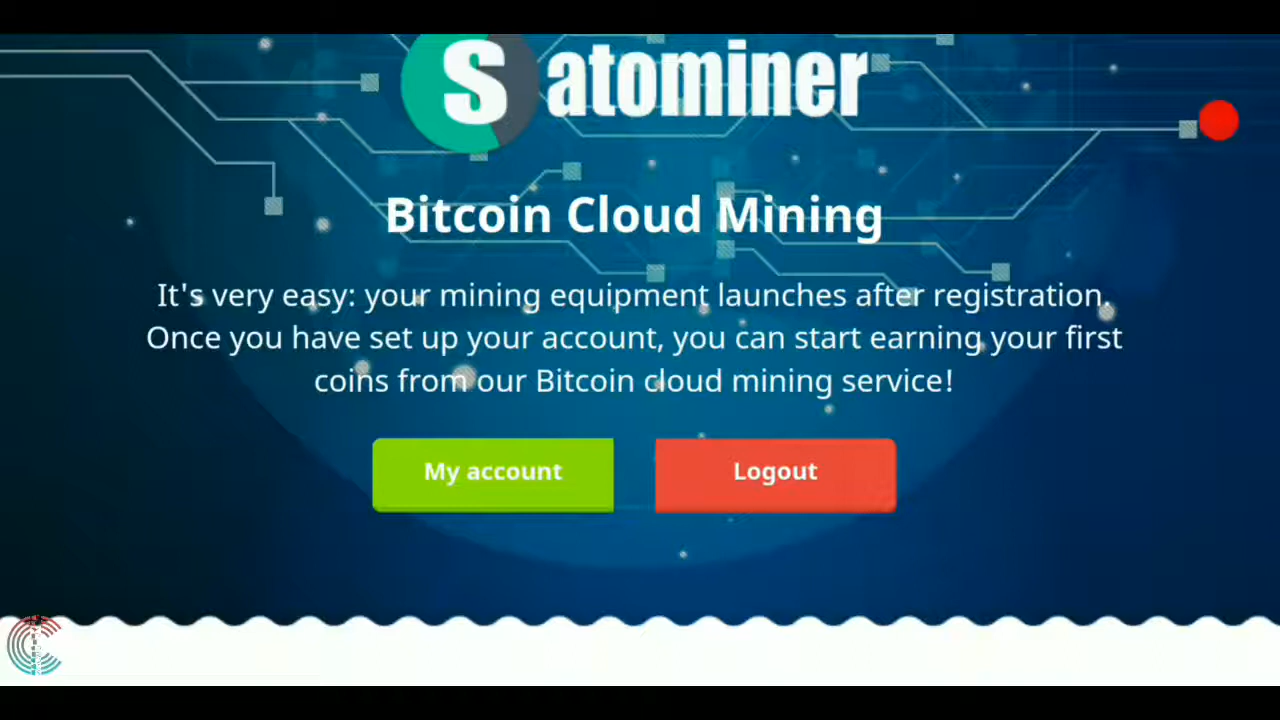 Satominer
Bitcoin Cloud Mining
It's very easy: your mining equipment launches after registration.
Once you have set up your account, you can start earning your first
coins from our Bitcoin cloud mining service!
My account
Logout